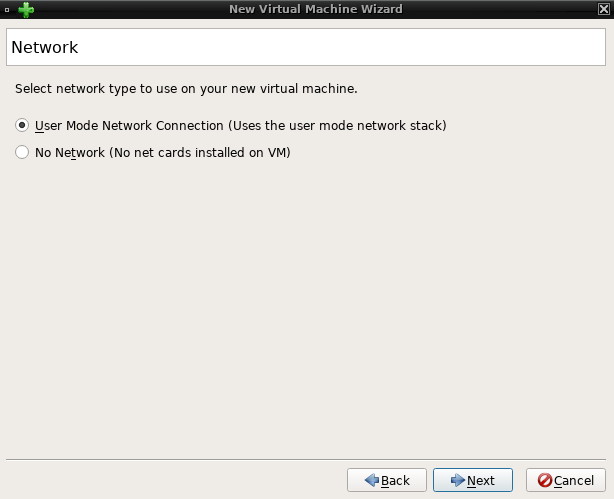 New Virtual Machine Wizard
Network
Select network type to use on your new virtual machine.
User Mode Network Connection (Uses the user mode network stack)
No Network (No net cards installed on VM)
Back
Next
Cancel